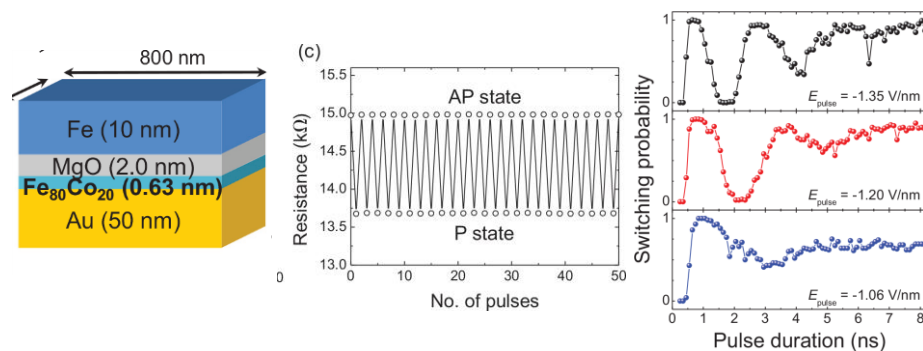 800 nm
Fe (10 nm)
MgO (2.0 nm)
Fe80Co20 (0.63 nm)
Au (50 nm)
0
(c)
Resistance (kΩ)
15.5
15.0
14.5
14.0
13.5
13.0
AP state
P state
0 10 20 30 40 50
No. of pulses
Switching probability
1
0
Epulse = -1.35 V/nm
1
0
Epulse = -1.20 V/nm
1
0
Epulse = -1.06 V/nm
0 1 2 3 4 5 6 7 8
Pulse duration (ns)